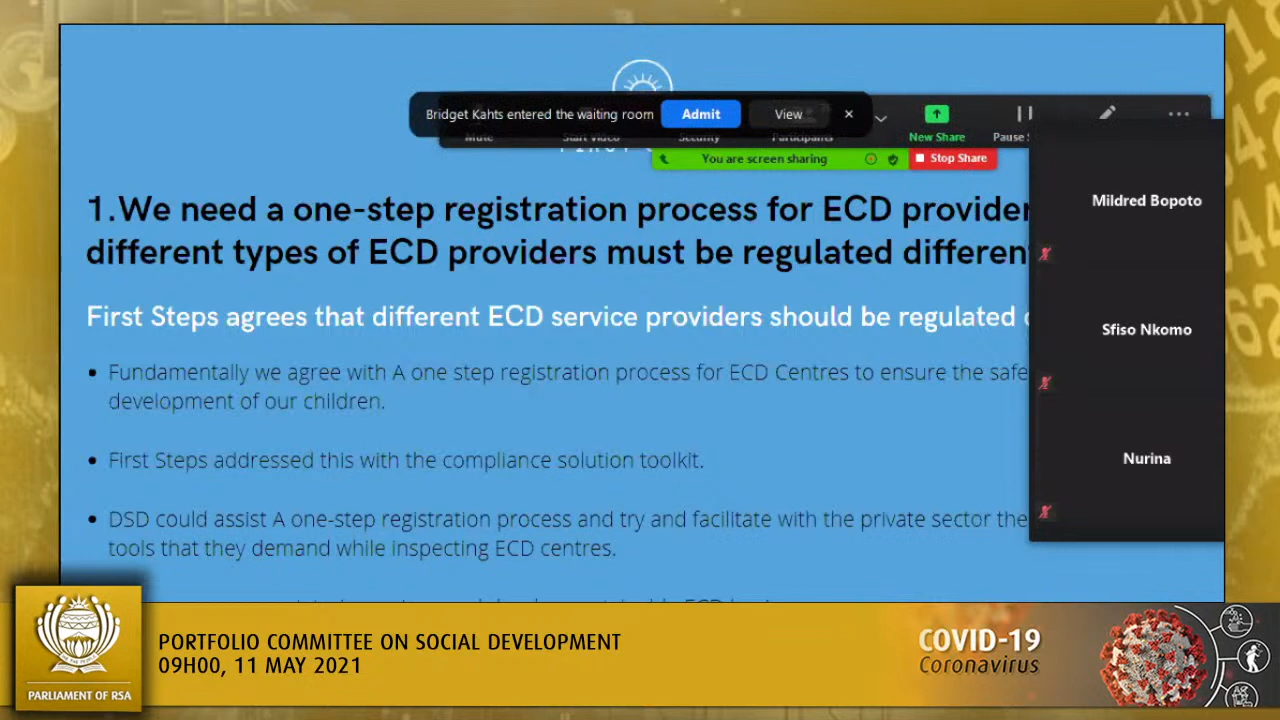 Bridget Kahts entered the waiting room
Admit
View
×
Mute
Start Video
Security
Participants
New Share
Pause
You are screen sharing
Stop Share
1.We need a one-step registration process for ECD provider
different types of ECD providers must be regulated differen
First Steps agrees that different ECD service providers should be regulated
Fundamentally we agree with A one step registration process for ECD Centres to ensure the safe
development of our children.
First Steps addressed this with the compliance solution toolkit.
DSD could assist A one-step registration process and try and facilitate with the private sector the
tools that they demand while inspecting ECD centres.
Mildred Bopoto
Sfiso Nkomo
Nurina
PARLIAMENT OF RSA
PORTFOLIO COMMITTEE ON SOCIAL DEVELOPMENT
09H00, 11 MAY 2021
COVID-19
Coronavirus